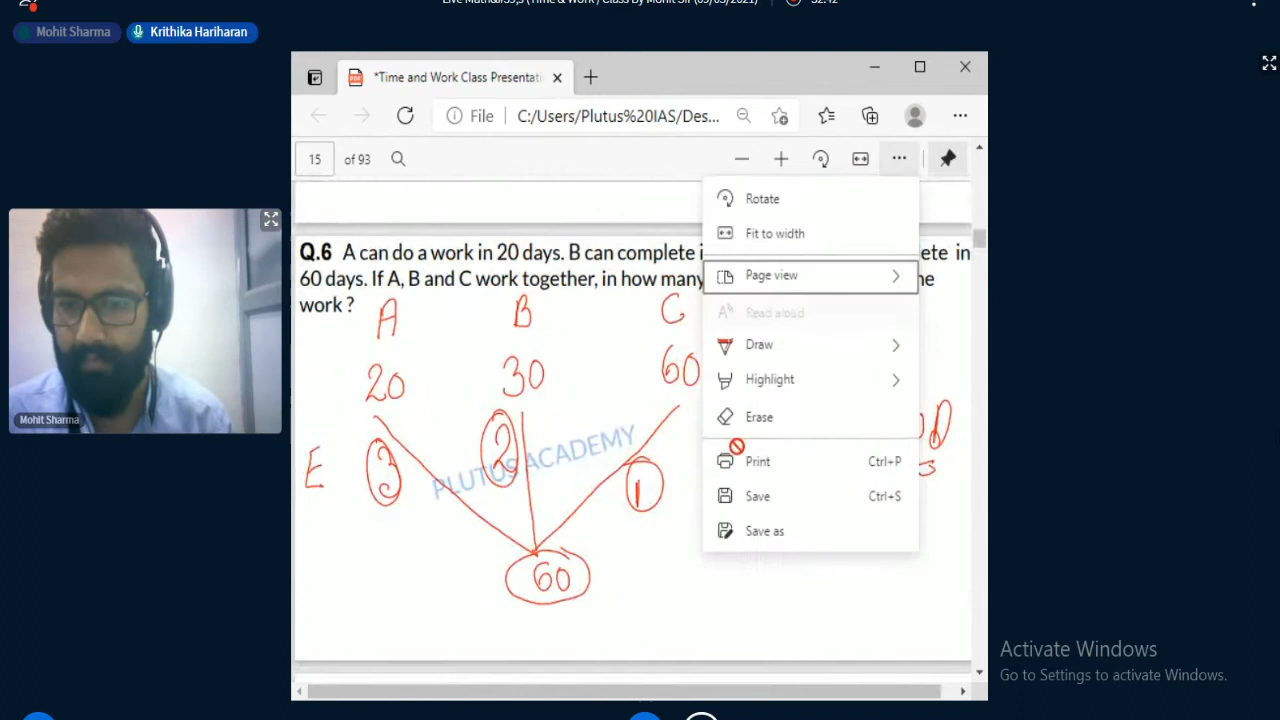 Mohit Sharma
Krithika Hariharan
*Time and Work Class Presentati
File
C:/Users/Plutus%20IAS/Des...
15 of 93
Rotate
Fit to width
Page view
Read aloud
Draw
Highlight
Erase
Print Ctrl+P
Save Ctrl+S
Save as
Q.6 A can do a work in 20 days. B can complete i ete in
60 days. If A, B and C work together, in how many he
work ?
A B C
20 30 60
E 3 2 1
PLUTUS ACADEMY
60
Mohit Sharma
Activate Windows
Go to Settings to activate Windows.